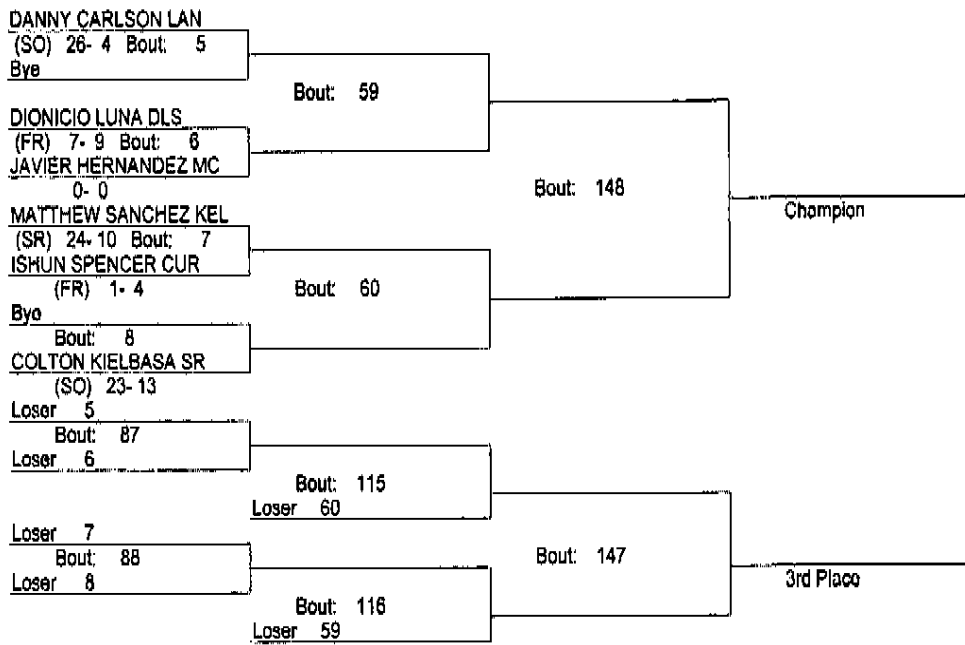 DANNY CARLSON LAN
(SO) 26- 4 Bout: 5
Bye
Bout: 59
DIONICIO LUNA DLS
(FR) 7- 9 Bout: 6
JAVIER HERNANDEZ MC
0- 0
Bout: 148
Champion
MATTHEW SANCHEZ KEL
(SR) 24- 10 Bout: 7
ISHUN SPENCER CUR
(FR) 1- 4
Bout: 60
Bye
Bout: 8
COLTON KIELBASA SR
(SO) 23- 13
Loser 5
Bout: 87
Loser 6
Bout: 115
Loser 60
Loser 7
Bout: 88
Loser 8
Bout: 147
3rd Place
Bout: 116
Loser 59